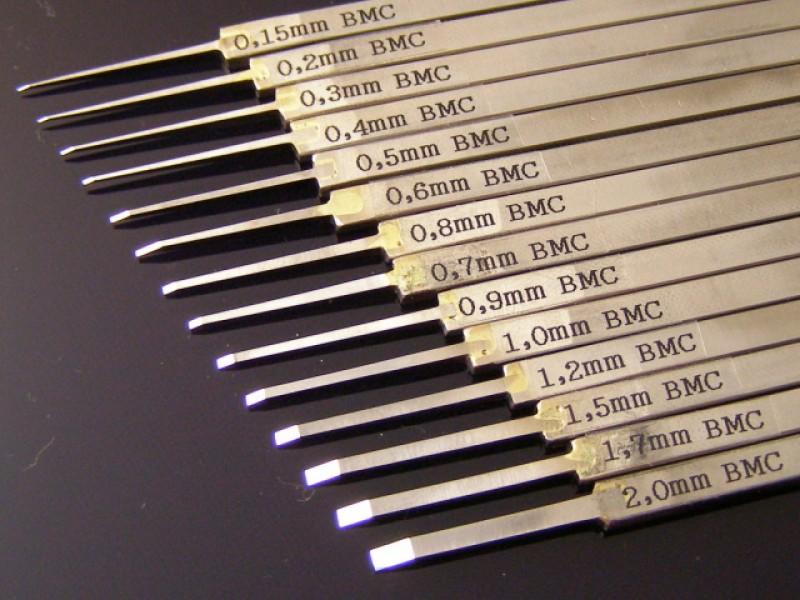 0,15mm BMC
0,2mm BMC
0,3mm BMC
0,4mm BMC
0,5mm BMC
0,6mm BMC
0,8mm BMC
0,7mm BMC
0,9mm BMC
1,0mm BMC
1,2mm BMC
1,5mm BMC
1,7mm BMC
2,0mm BMC